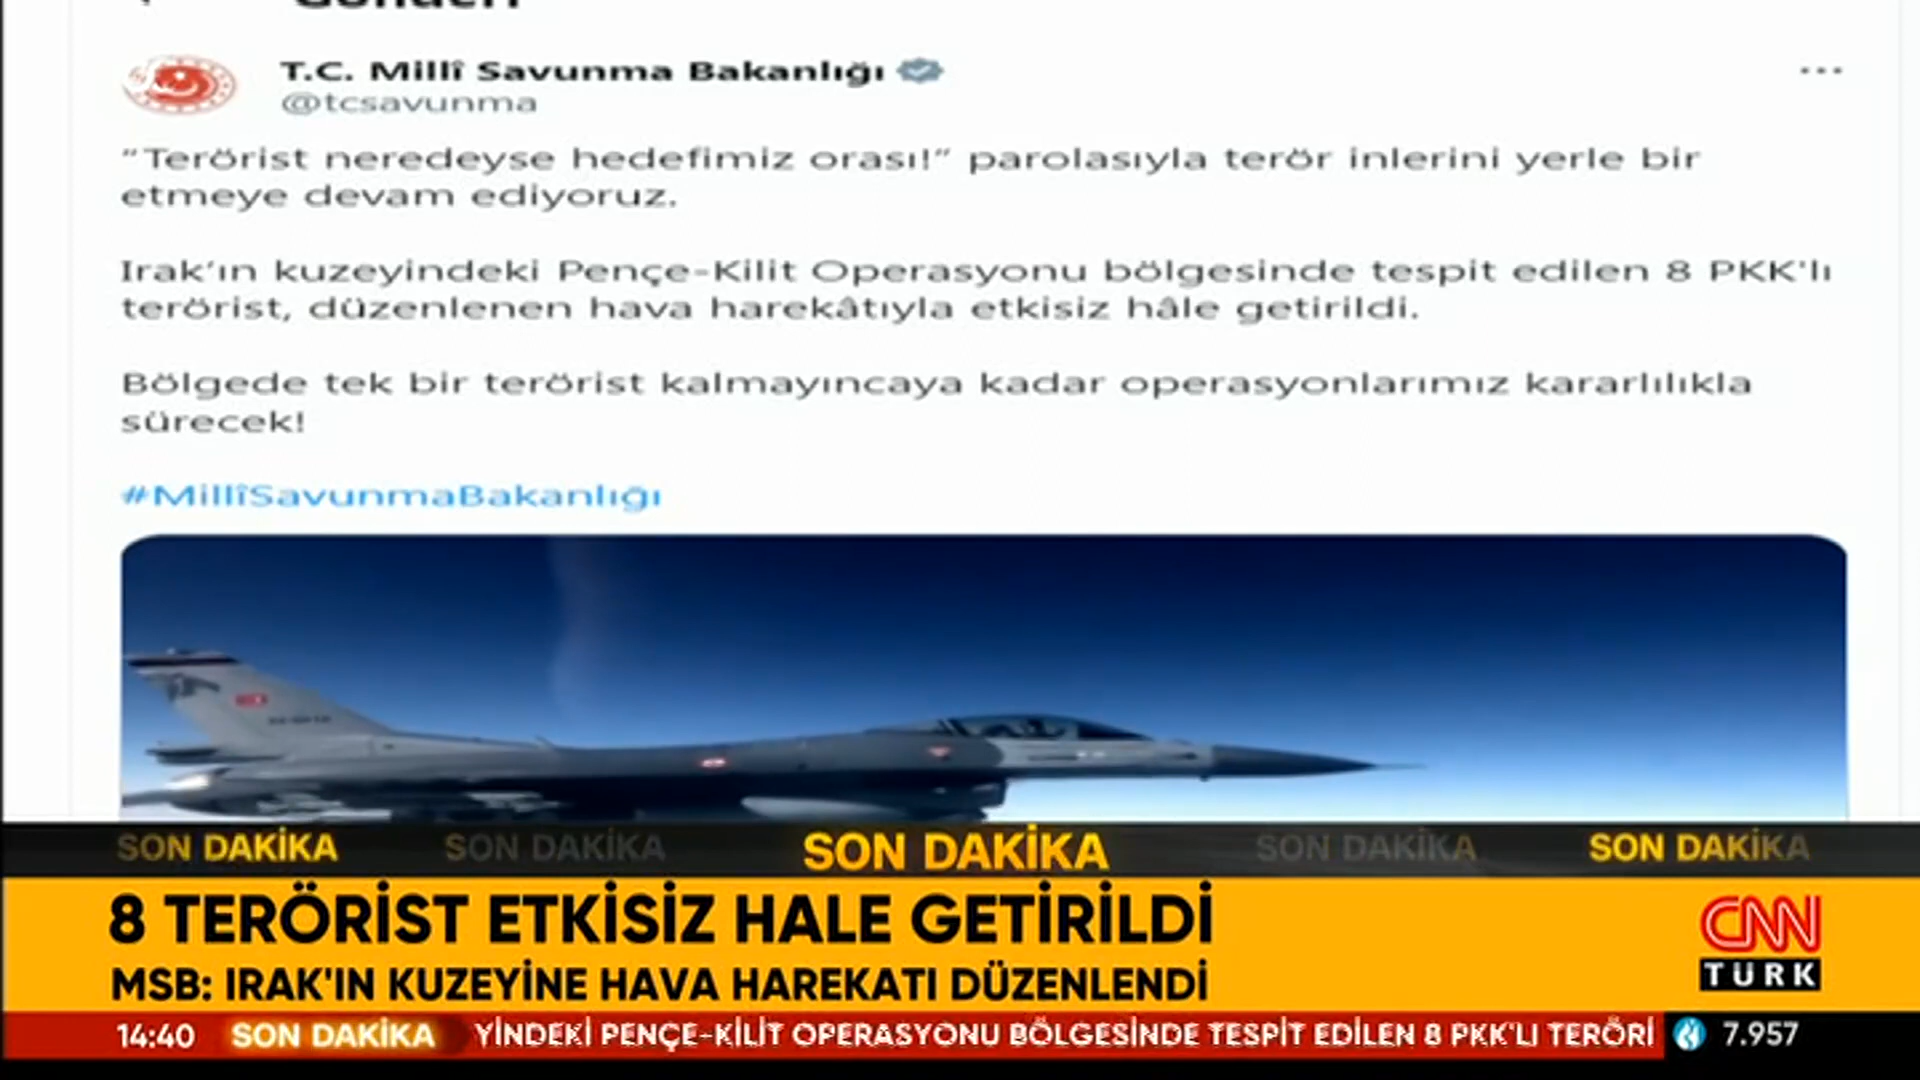 Gönderi
T.C. Millî Savunma Bakanlığı
@tcsavunma
“Terörist neredeyse hedefimiz orası!” parolasıyla terör inlerini yerle bir
etmeye devam ediyoruz.
Irak’ın kuzeyindeki Pençe-Kilit Operasyonu bölgesinde tespit edilen 8 PKK'lı
terörist, düzenlenen hava harekâtıyla etkisiz hâle getirildi.
Bölgede tek bir terörist kalmayıncaya kadar operasyonlarımız kararlılıkla
sürecek!
#MillîSavunmaBakanlığı
SON DAKİKA SON DAKİKA SON DAKİKA SON DAKİKA SON DAKİKA
8 TERÖRİST ETKİSİZ HALE GETİRİLDİ
MSB: IRAK'IN KUZEYİNE HAVA HAREKATI DÜZENLENDİ
CNN
TÜRK
14:40 SON DAKİKA YİNDEKİ PENÇE-KİLİT OPERASYONU BÖLGESİNDE TESPİT EDİLEN 8 PKK'LI TERÖRİ 7.957